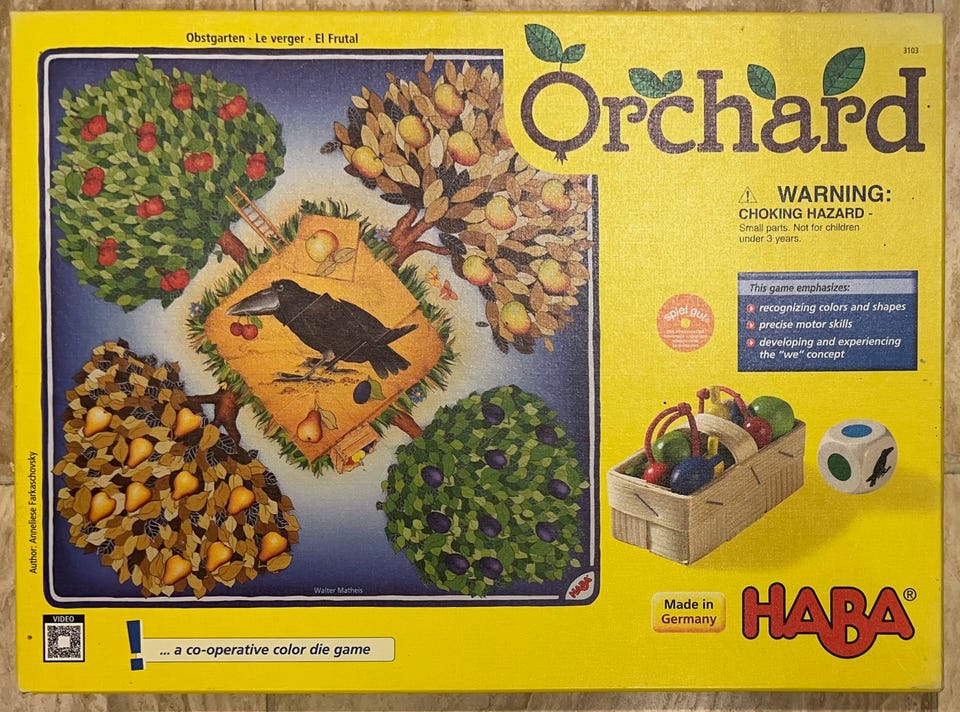 Obstgarten · Le verger · El Frutal
3103
Orchard
WARNING:
CHOKING HAZARD -
Small parts. Not for children
under 3 years.
This game emphasizes:
recognizing colors and shapes
precise motor skills
developing and experiencing
the "we" concept
spiel gut
Author: Anneliese Farkaschovsky
Walter Matheis
HABA
Made in
Germany
HABA®
VIDEO
! ... a co-operative color die game